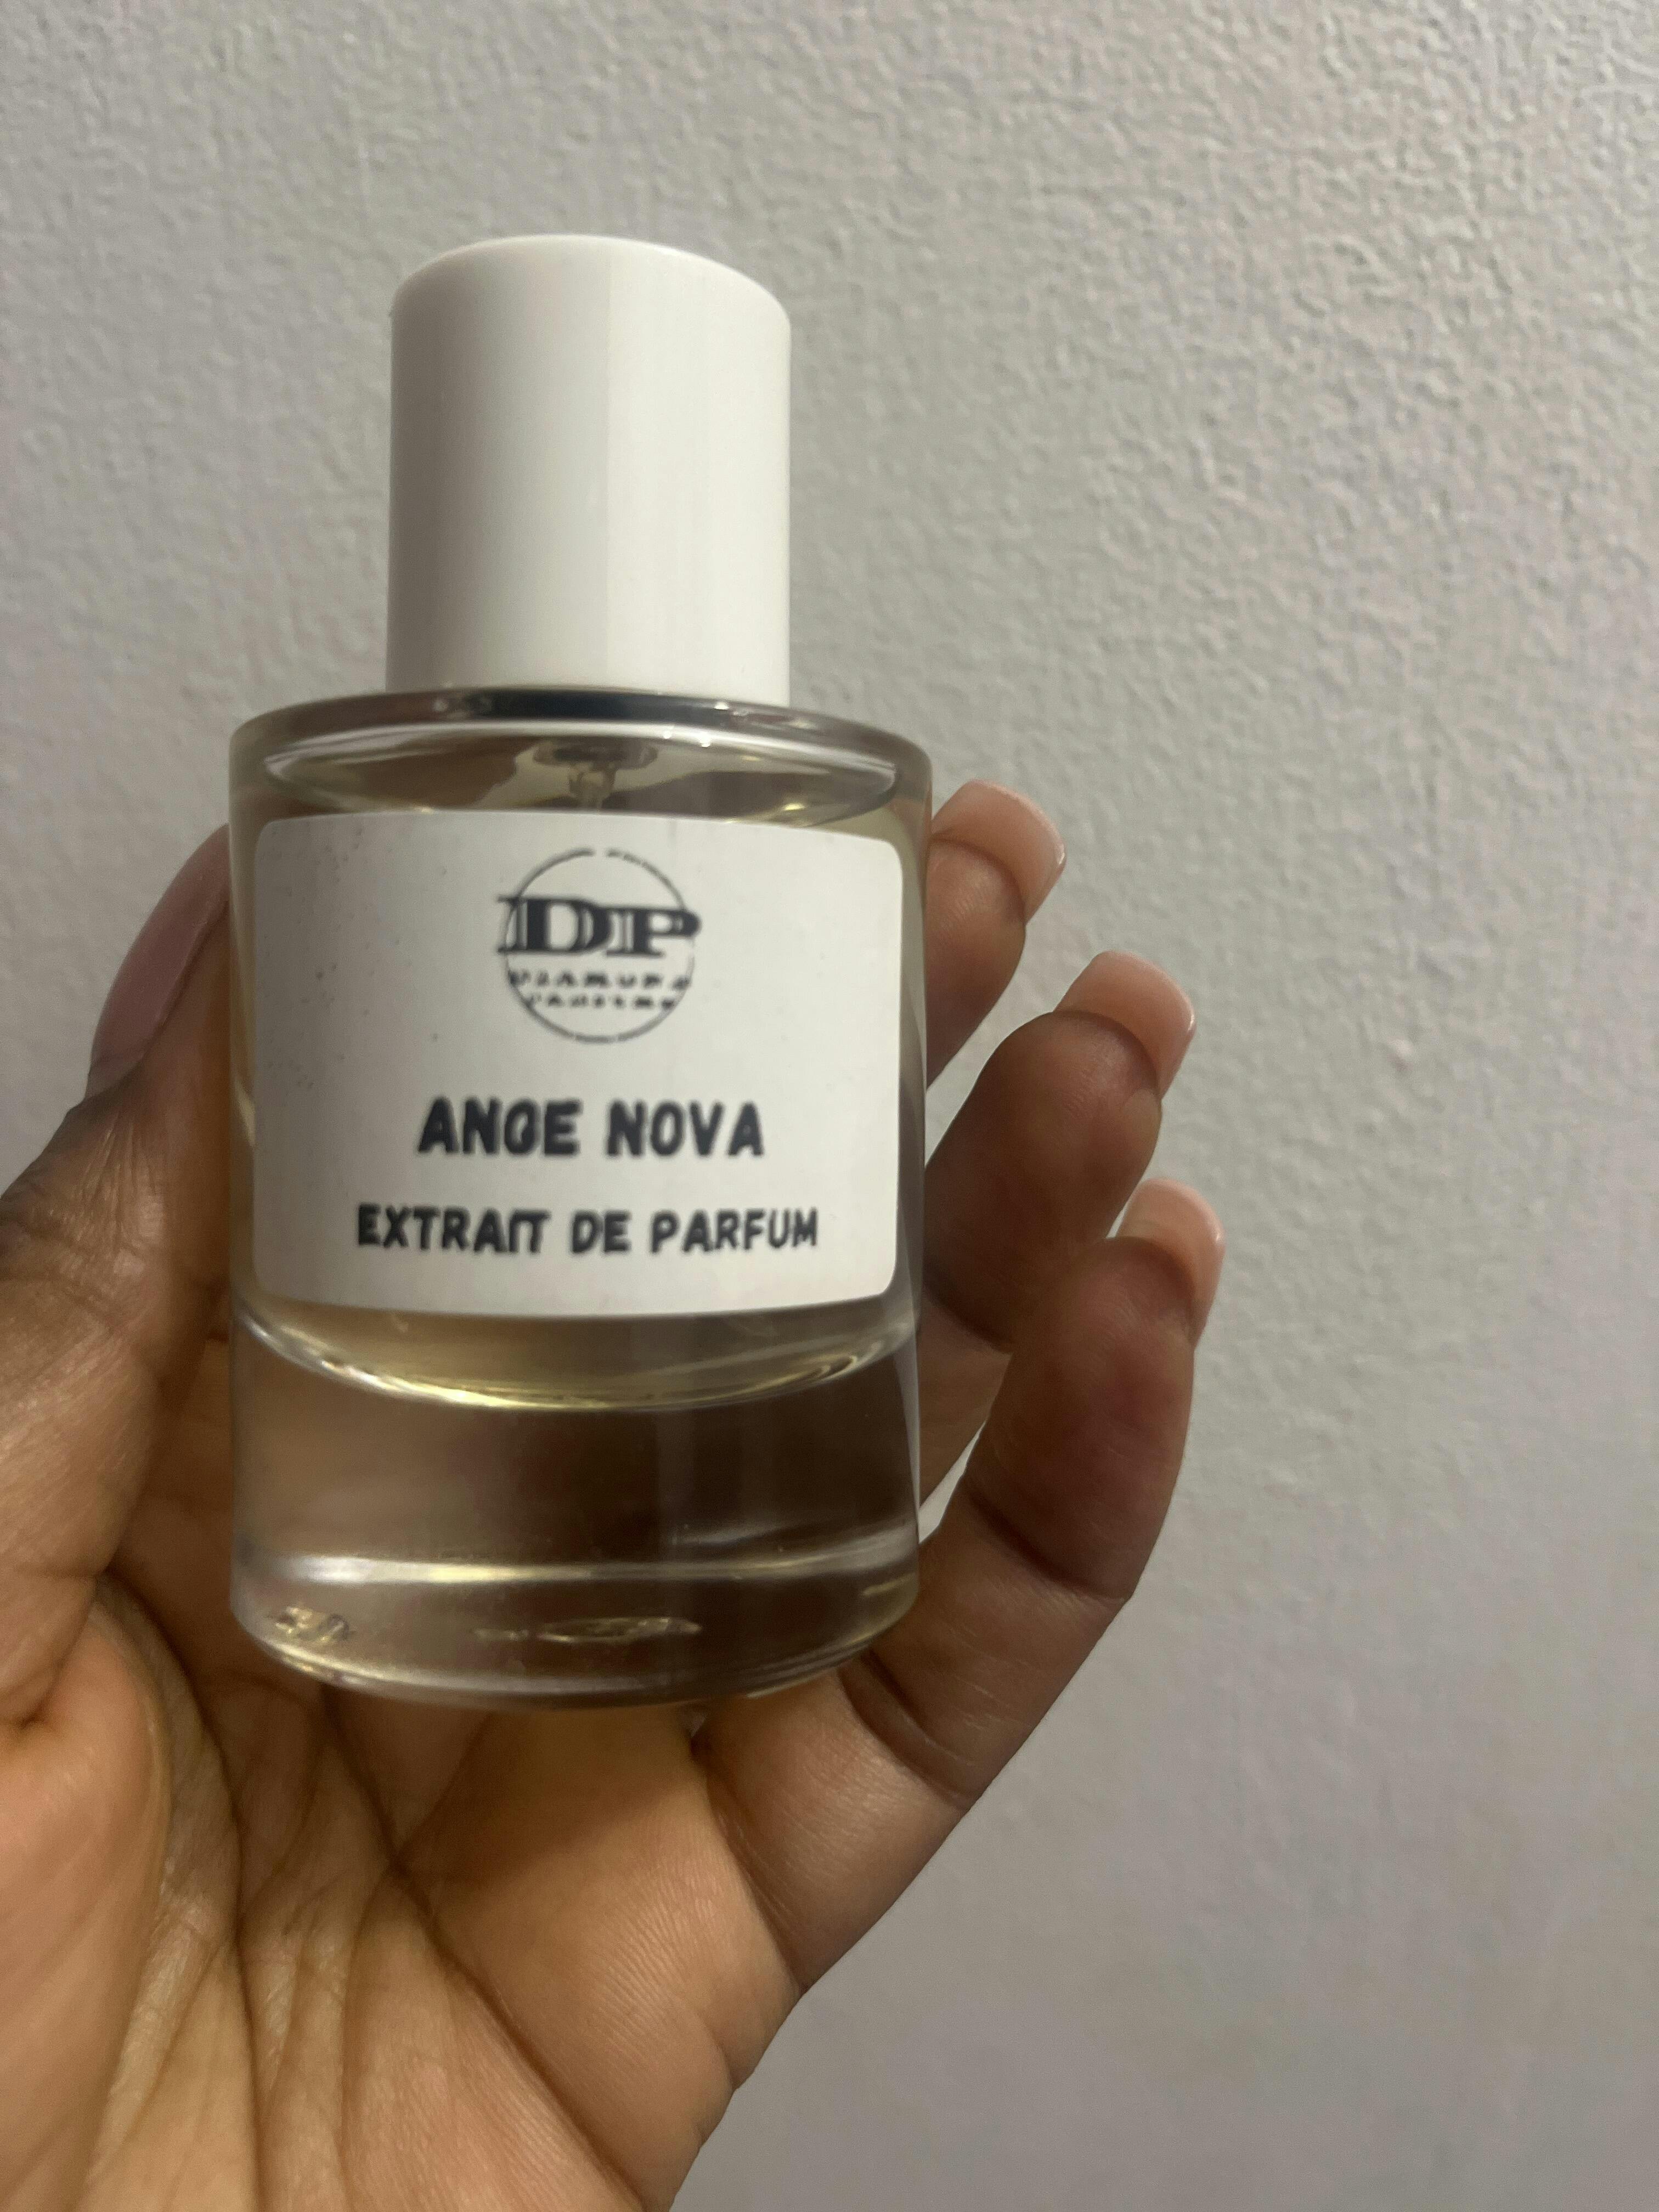 DP
ANGE NOVA
EXTRAIT DE PARFUM